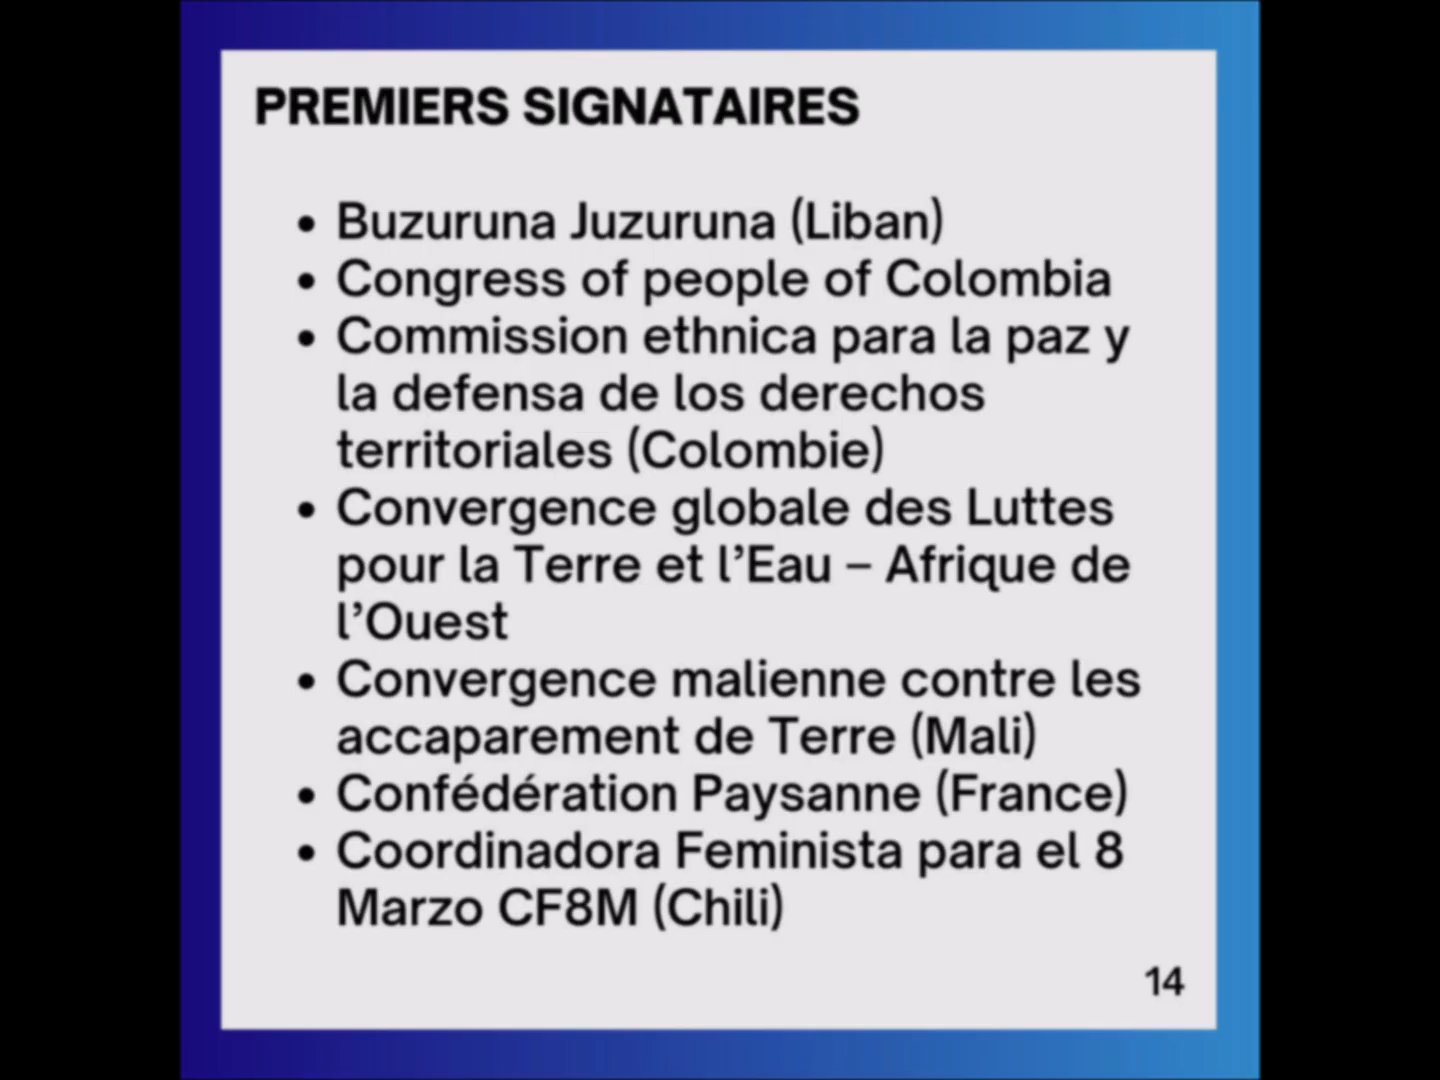 PREMIERS SIGNATAIRES
• Buzuruna Juzuruna (Liban)
• Congress of people of Colombia
• Commission ethnica para la paz y
la defensa de los derechos
territoriales (Colombie)
• Convergence globale des Luttes
pour la Terre et l’Eau – Afrique de
l’Ouest
• Convergence malienne contre les
accaparement de Terre (Mali)
• Confédération Paysanne (France)
• Coordinadora Feminista para el 8
Marzo CF8M (Chili)
14